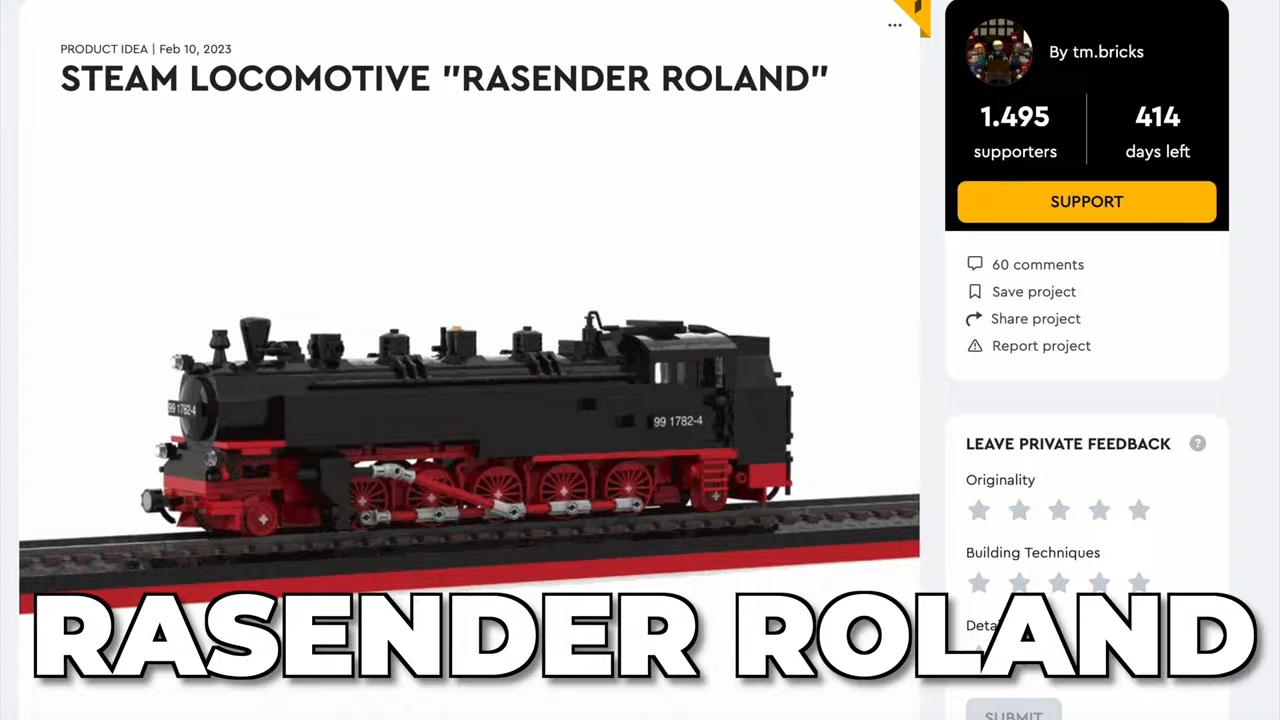 PRODUCT IDEA | Feb 10, 2023
STEAM LOCOMOTIVE "RASENDER ROLAND"
99 1782-4
99 1782-4
By tm.bricks
1.495
supporters
414
days left
SUPPORT
60 comments
Save project
Share project
Report project
LEAVE PRIVATE FEEDBACK
?
Originality
Building Techniques
RASENDER ROLAND
SUBMIT